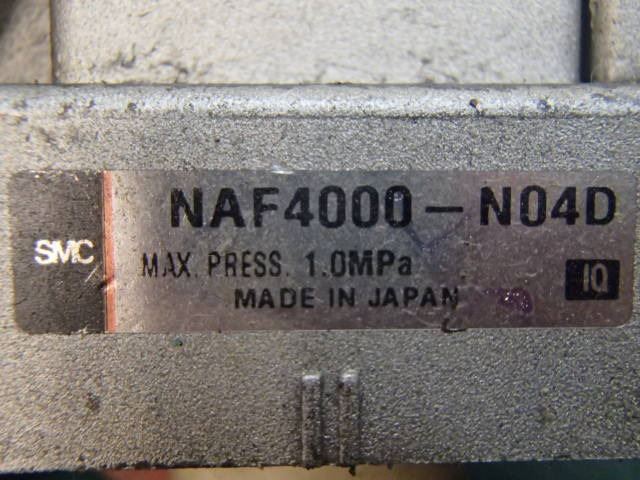 NAF4000-N04D
SMC
MAX. PRESS. 1.0MPa
MADE IN JAPAN
IQ